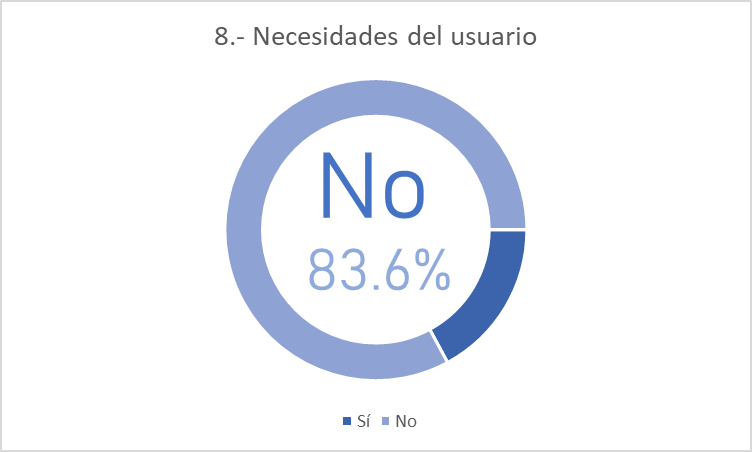 8.- Necesidades del usuario
No
83.6%
Sí No